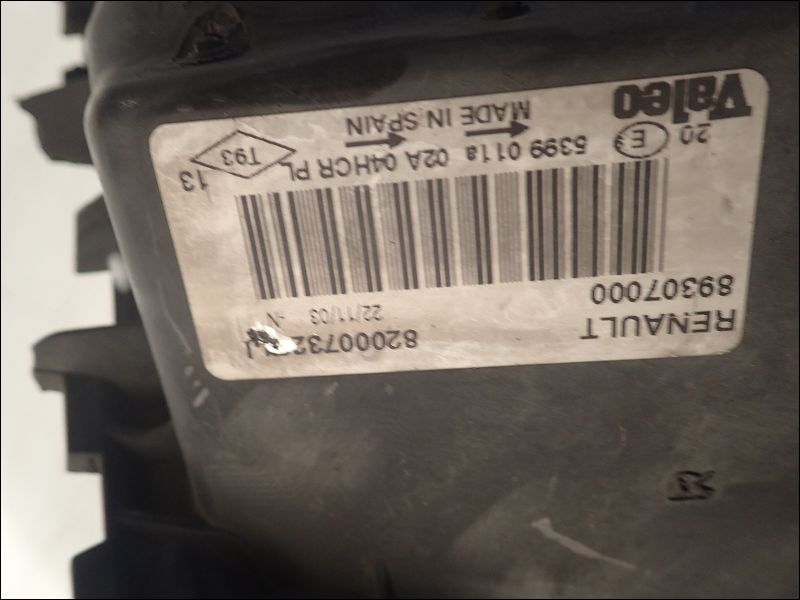 RENAULT
89307000 22/11/03 -N
20 E 5399 011a 02A 04HCR PL T93 13
Valeo MADE IN SPAIN